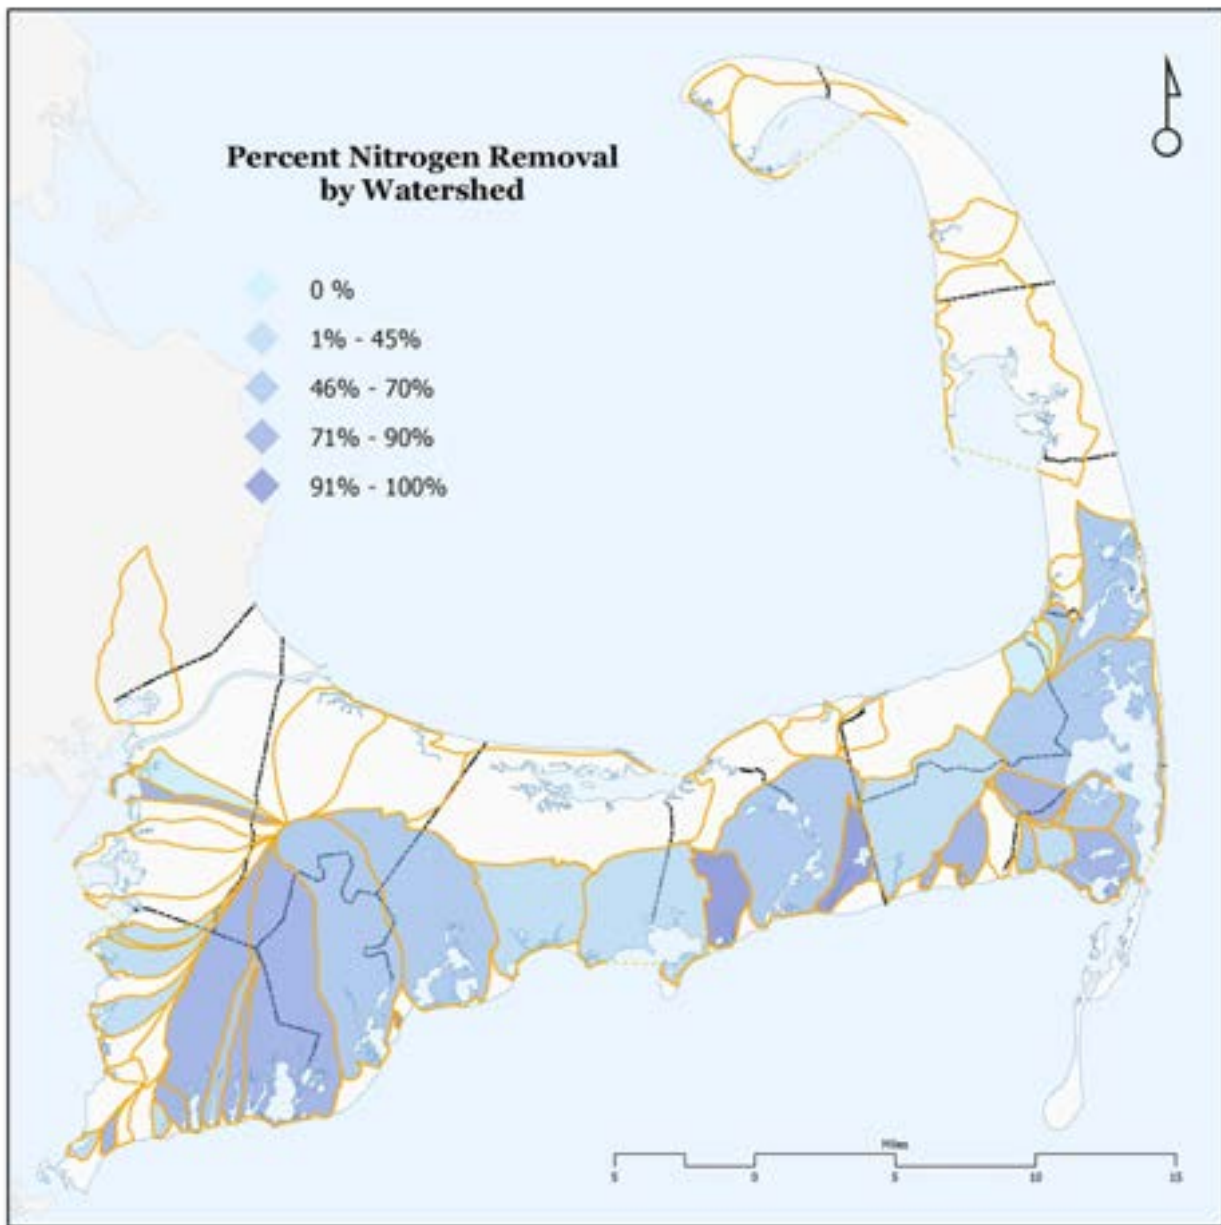 Percent Nitrogen Removal
by Watershed
0 %
1% - 45%
46% - 70%
71% - 90%
91% - 100%
Miles
5 0 5 10 15